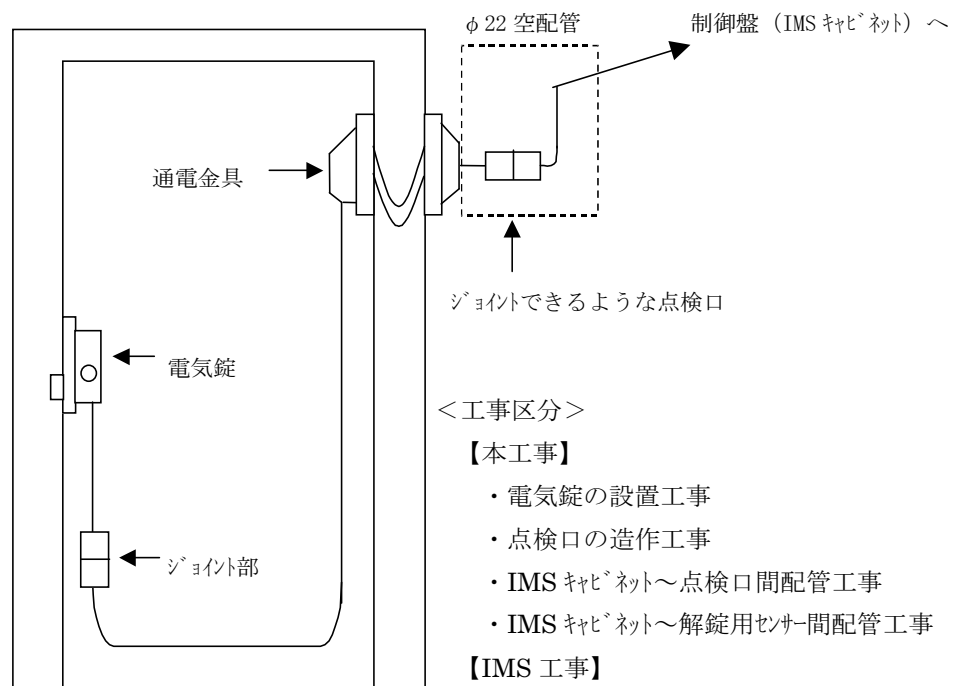 φ22 空配管
制御盤（IMS ｷｬﾋﾞﾈｯﾄ）へ
通電金具
ｼﾞｮｲﾝﾄできるような点検口
電気錠
＜工事区分＞
【本工事】
・電気錠の設置工事
・点検口の造作工事
ｼﾞｮｲﾝﾄ部
・IMS ｷｬﾋﾞﾈｯﾄ～点検口間配管工事
・IMS ｷｬﾋﾞﾈｯﾄ～解錠用ｾﾝｻｰ間配管工事
【IMS 工事】